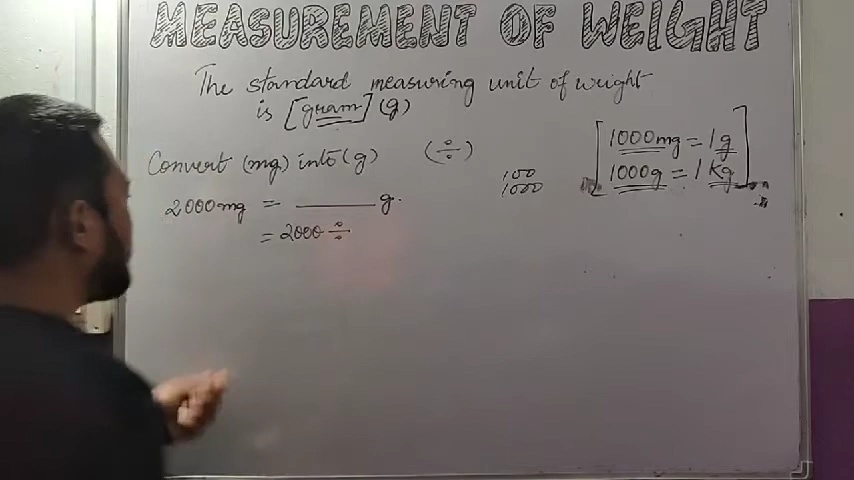 MEASUREMENT OF WEIGHT
The standard measuring unit of weight
is [gram] (g)
Convert (mg) into (g) (÷)
2000mg = ______ g.
= 2000 ÷
100
1000
1000mg = 1g
1000g = 1 Kg